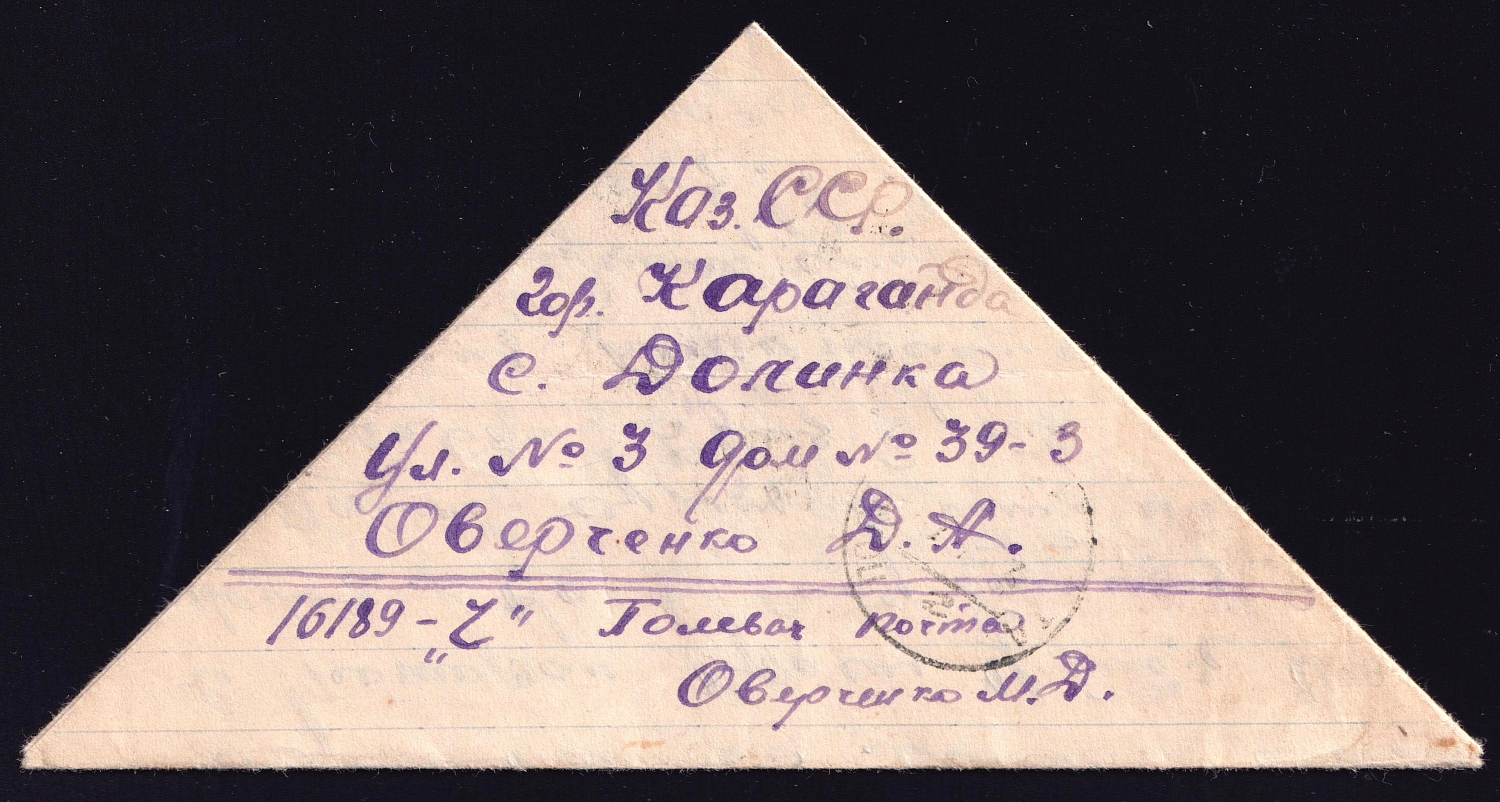 Каз. ССР.
гор. Караганда
с. Долинка
Ул. № 3 дом № 39-3
Оверченко Д. А.
16189-"Z" Полевая почта
Оверченко М.Д.